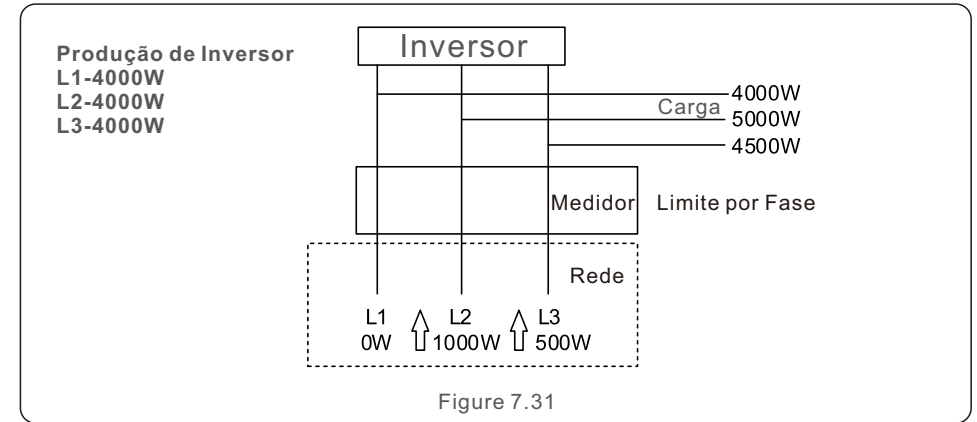 Produção de Inversor
L1-4000W
L2-4000W
L3-4000W
Inversor
4000W
Carga
5000W
4500W
Medidor
Limite por Fase
Rede
L1
L2
L3
0W
1000W
500W
Figure 7.31